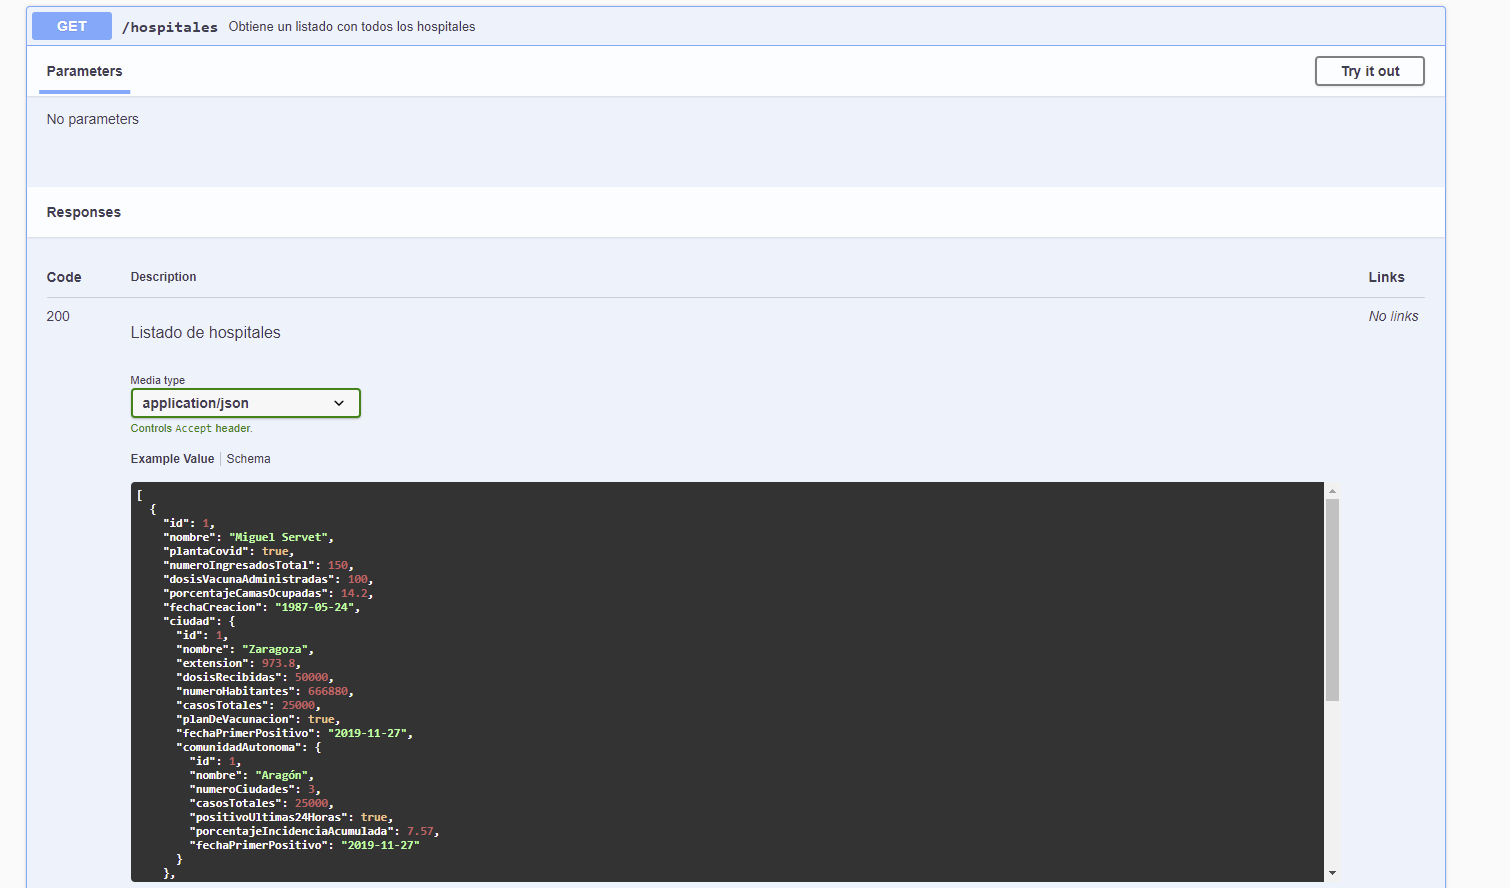 GET /hospitales Obtiene un listado con todos los hospitales
Parameters
Try it out
No parameters
Responses
Code Description Links
200
Listado de hospitales
No links
Media type
application/json
Controls Accept header.
Example Value | Schema
[
  {
    "id": 1,
    "nombre": "Miguel Servet",
    "plantaCovid": true,
    "numeroIngresadosTotal": 150,
    "dosisVacunaAdministradas": 100,
    "porcentajeCamasOcupadas": 14.2,
    "fechaCreacion": "1987-05-24",
    "ciudad": {
      "id": 1,
      "nombre": "Zaragoza",
      "extension": 973.8,
      "dosisRecibidas": 50000,
      "numeroHabitantes": 666880,
      "casosTotales": 25000,
      "planDeVacunacion": true,
      "fechaPrimerPositivo": "2019-11-27",
      "comunidadAutonoma": {
        "id": 1,
        "nombre": "Aragón",
        "numeroCiudades": 3,
        "casosTotales": 25000,
        "positivoUltimas24Horas": true,
        "porcentajeIncidenciaAcumulada": 7.57,
        "fechaPrimerPositivo": "2019-11-27"
      }
    },